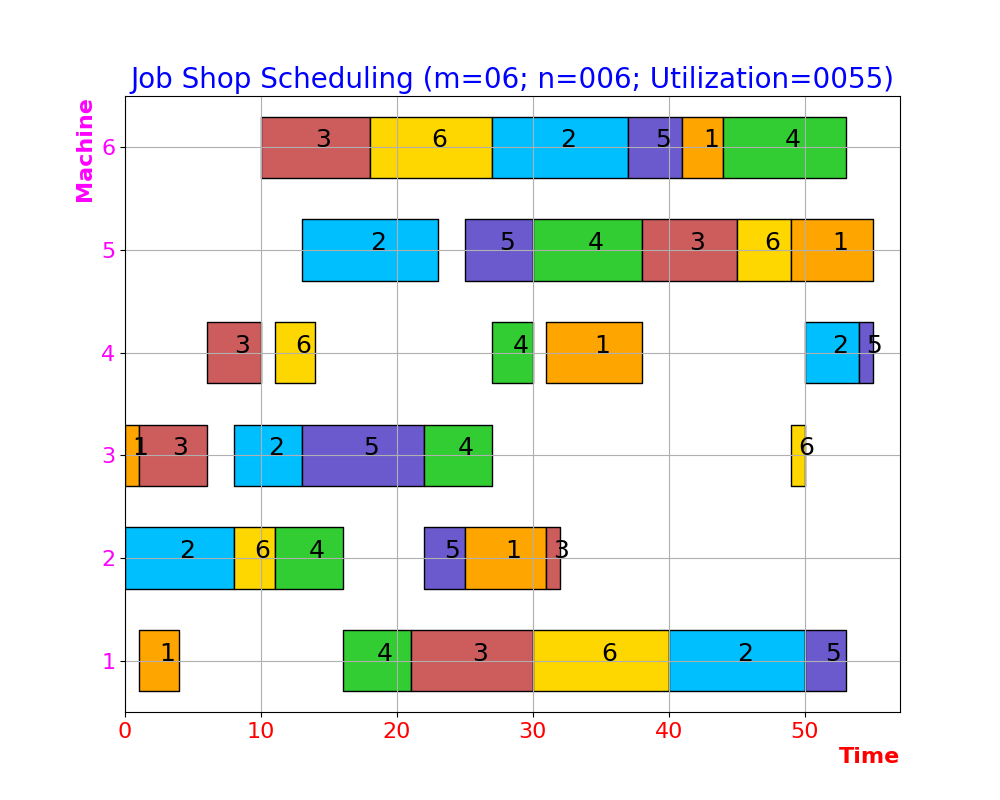 Job Shop Scheduling (m=06; n=006; Utilization=0055)
Machine
6 3 6 2 5 1 4
5 2 5 4 3 6 1
4 3 6 4 1 2 5
3 1 3 2 5 4 6
2 2 6 4 5 1 3
1 1 4 3 6 2 5
0 10 20 30 40 50
Time